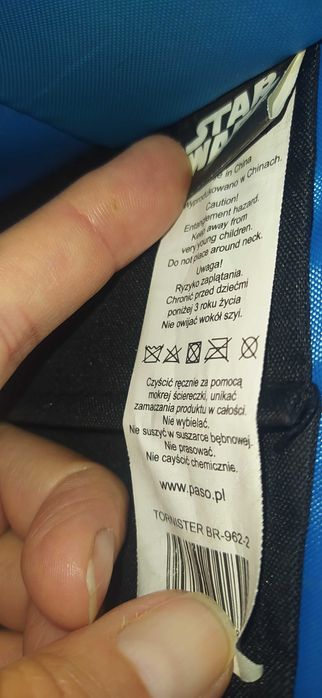 STAR
WARS
Made in China
Wyprodukowano w Chinach.
Caution!
Entanglement hazard.
Keep away from
very young children.
Do not place around neck.
Uwaga!
Ryzyko zaplątania.
Chronić przed dziećmi
poniżej 3 roku życia
Nie owijać wokół szyi.
Czyścić ręcznie za pomocą
mokrej ściereczki, unikać
zamaczania produktu w całości.
Nie wybielać.
Nie suszyć w suszarce bębnowej.
Nie prasować.
Nie cayścić chemicznie.
www.paso.pl
TORNISTER BR-962-2